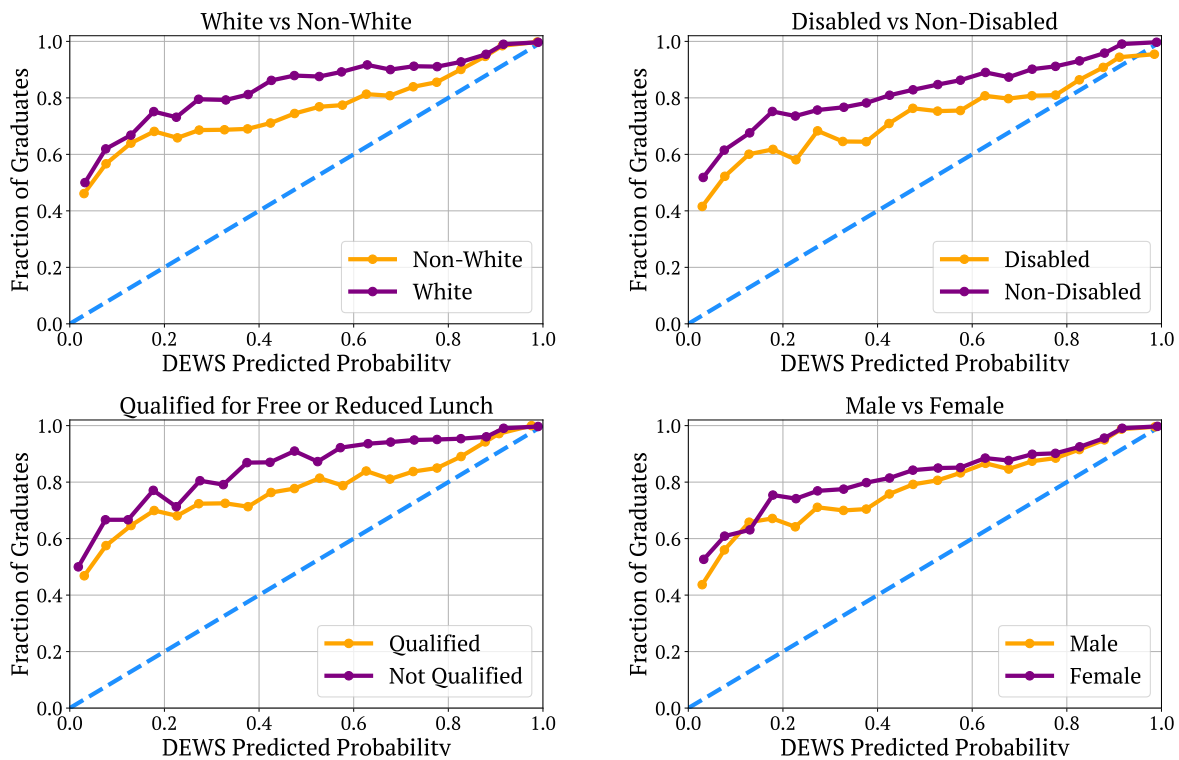 White vs Non-White
Fraction of Graduates
1.0
0.8
0.6
0.4
0.2
0.0
0.0 0.2 0.4 0.6 0.8 1.0
DEWS Predicted Probability
Non-White
White
Disabled vs Non-Disabled
Fraction of Graduates
1.0
0.8
0.6
0.4
0.2
0.0
0.0 0.2 0.4 0.6 0.8 1.0
DEWS Predicted Probability
Disabled
Non-Disabled
Qualified for Free or Reduced Lunch
Fraction of Graduates
1.0
0.8
0.6
0.4
0.2
0.0
0.0 0.2 0.4 0.6 0.8 1.0
DEWS Predicted Probability
Qualified
Not Qualified
Male vs Female
Fraction of Graduates
1.0
0.8
0.6
0.4
0.2
0.0
0.0 0.2 0.4 0.6 0.8 1.0
DEWS Predicted Probability
Male
Female